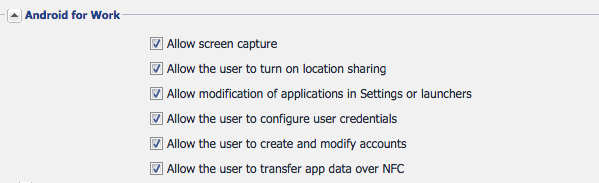 Android for Work
Allow screen capture
Allow the user to turn on location sharing
Allow modification of applications in Settings or launchers
Allow the user to configure user credentials
Allow the user to create and modify accounts
Allow the user to transfer app data over NFC